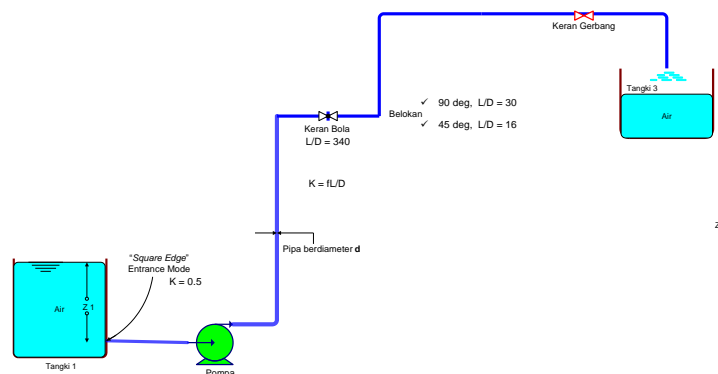 Keran Gerbang
Tangki 3
Air
Keran Bola
L/D = 340
Belokan
✓ 90 deg, L/D = 30
✓ 45 deg, L/D = 16
K = fL/D
Pipa berdiameter d
"Square Edge"
Entrance Mode
K = 0.5
Z 1
Air
Tangki 1
Pompa
Z